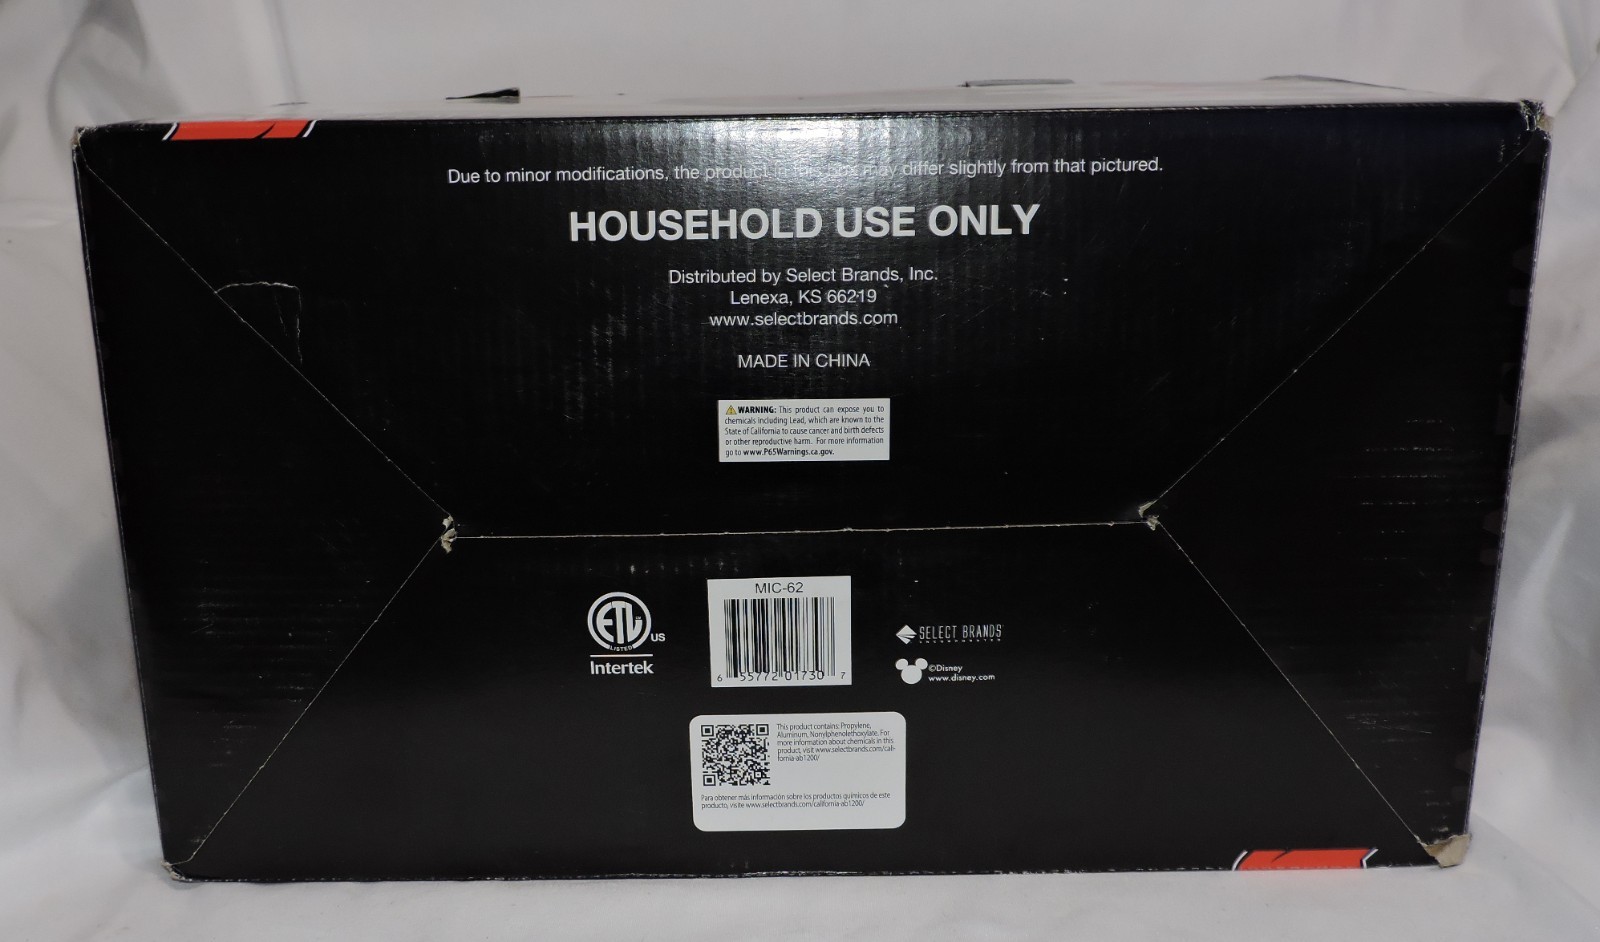 Due to minor modifications, the product in this box may differ slightly from that pictured.
HOUSEHOLD USE ONLY
Distributed by Select Brands, Inc.
Lenexa, KS 66219
www.selectbrands.com
MADE IN CHINA
⚠ WARNING: This product can expose you to
chemicals including Lead, which are known to the
State of California to cause cancer and birth defects
or other reproductive harm. For more information
go to www.P65Warnings.ca.gov.
ETL
LISTED
US
Intertek
MIC-62
6 55772 01730 7
SELECT BRANDS
INCORPORATED
©Disney
www.disney.com
This product contains: Propylene,
Aluminum, Nonylphenolethoxylate. For
more information about chemicals in this
product, visit www.selectbrands.com/cali-
fornia-ab1200/
Para obtener más información sobre los productos químicos de este
producto, visite www.selectbrands.com/california-ab1200/